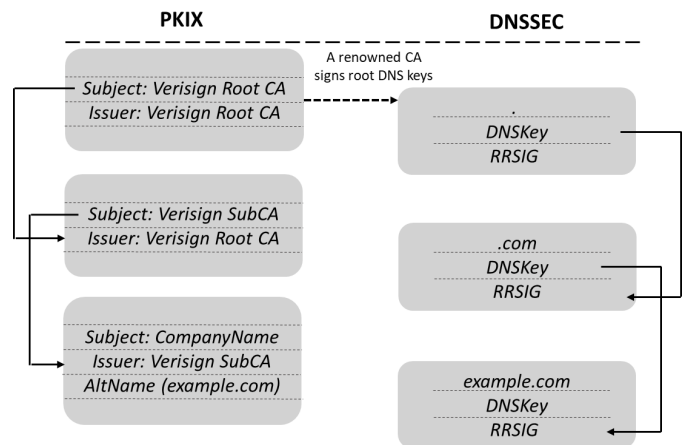 PKIX
DNSSEC
A renowned CA
signs root DNS keys
Subject: Verisign Root CA
Issuer: Verisign Root CA
Subject: Verisign SubCA
Issuer: Verisign Root CA
Subject: CompanyName
Issuer: Verisign SubCA
AltName (example.com)
.
DNSKey
RRSIG
.com
DNSKey
RRSIG
example.com
DNSKey
RRSIG